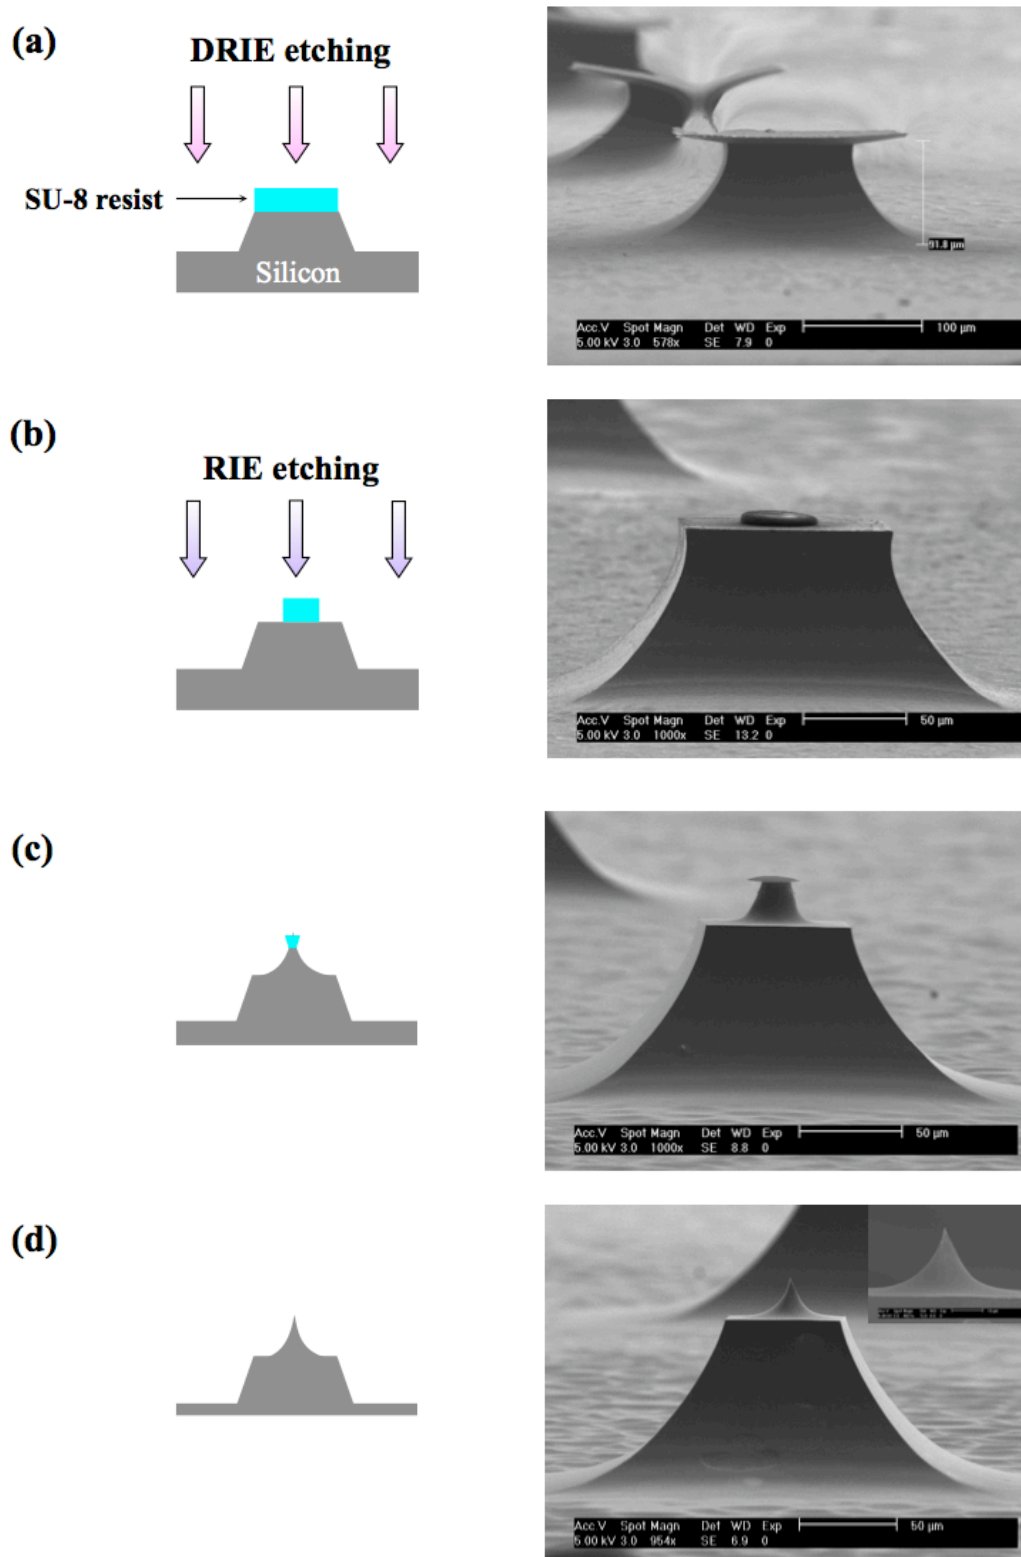 (a)
DRIE etching
SU-8 resist
Silicon
91.8 µm
Acc.V Spot Magn Det WD Exp 100 µm
5.00 kV 3.0 578x SE 7.9 0
(b)
RIE etching
Acc.V Spot Magn Det WD Exp 50 µm
5.00 kV 3.0 1000x SE 13.2 0
(c)
Acc.V Spot Magn Det WD Exp 50 µm
5.00 kV 3.0 1000x SE 8.8 0
(d)
Acc.V Spot Magn Det WD Exp 50 µm
5.00 kV 3.0 954x SE 6.9 0